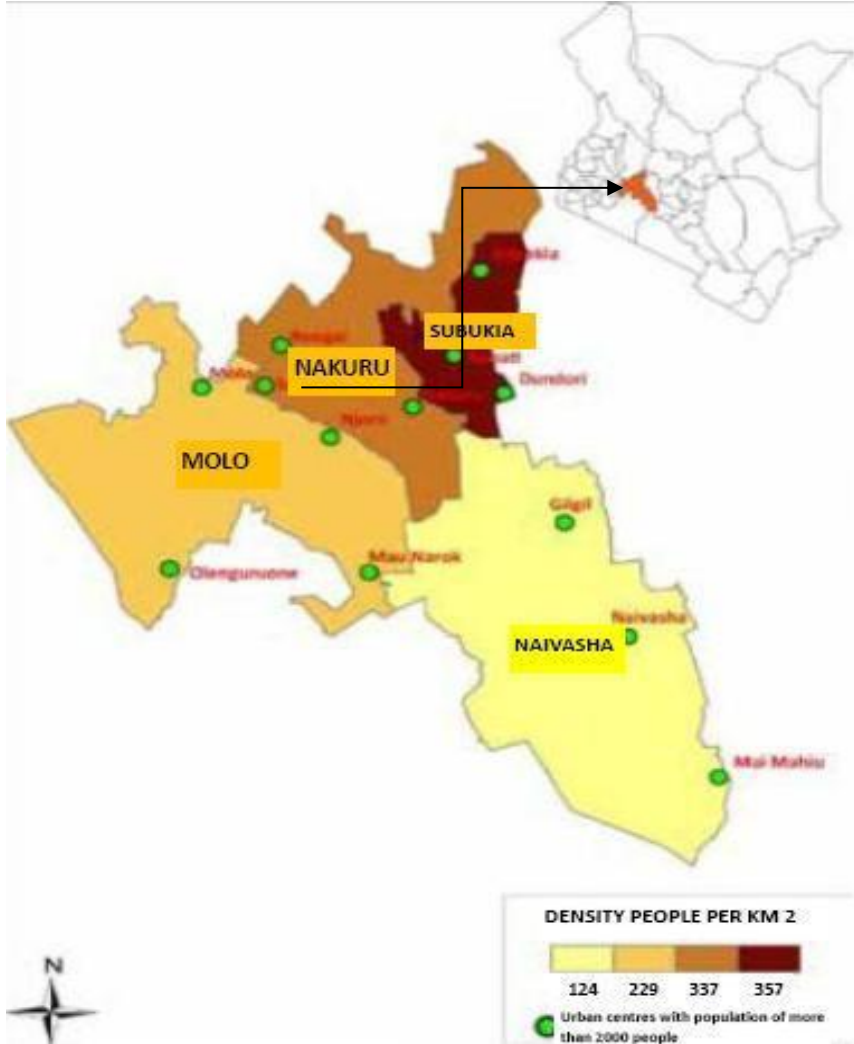 SUBUKIA
NAKURU
Dundori
Njoro
MOLO
Gilgil
Olenguruone
Mau Narok
Naivasha
NAIVASHA
Mai Mahiu
DENSITY PEOPLE PER KM 2
124 229 337 357
N
Urban centres with population of more
than 2000 people